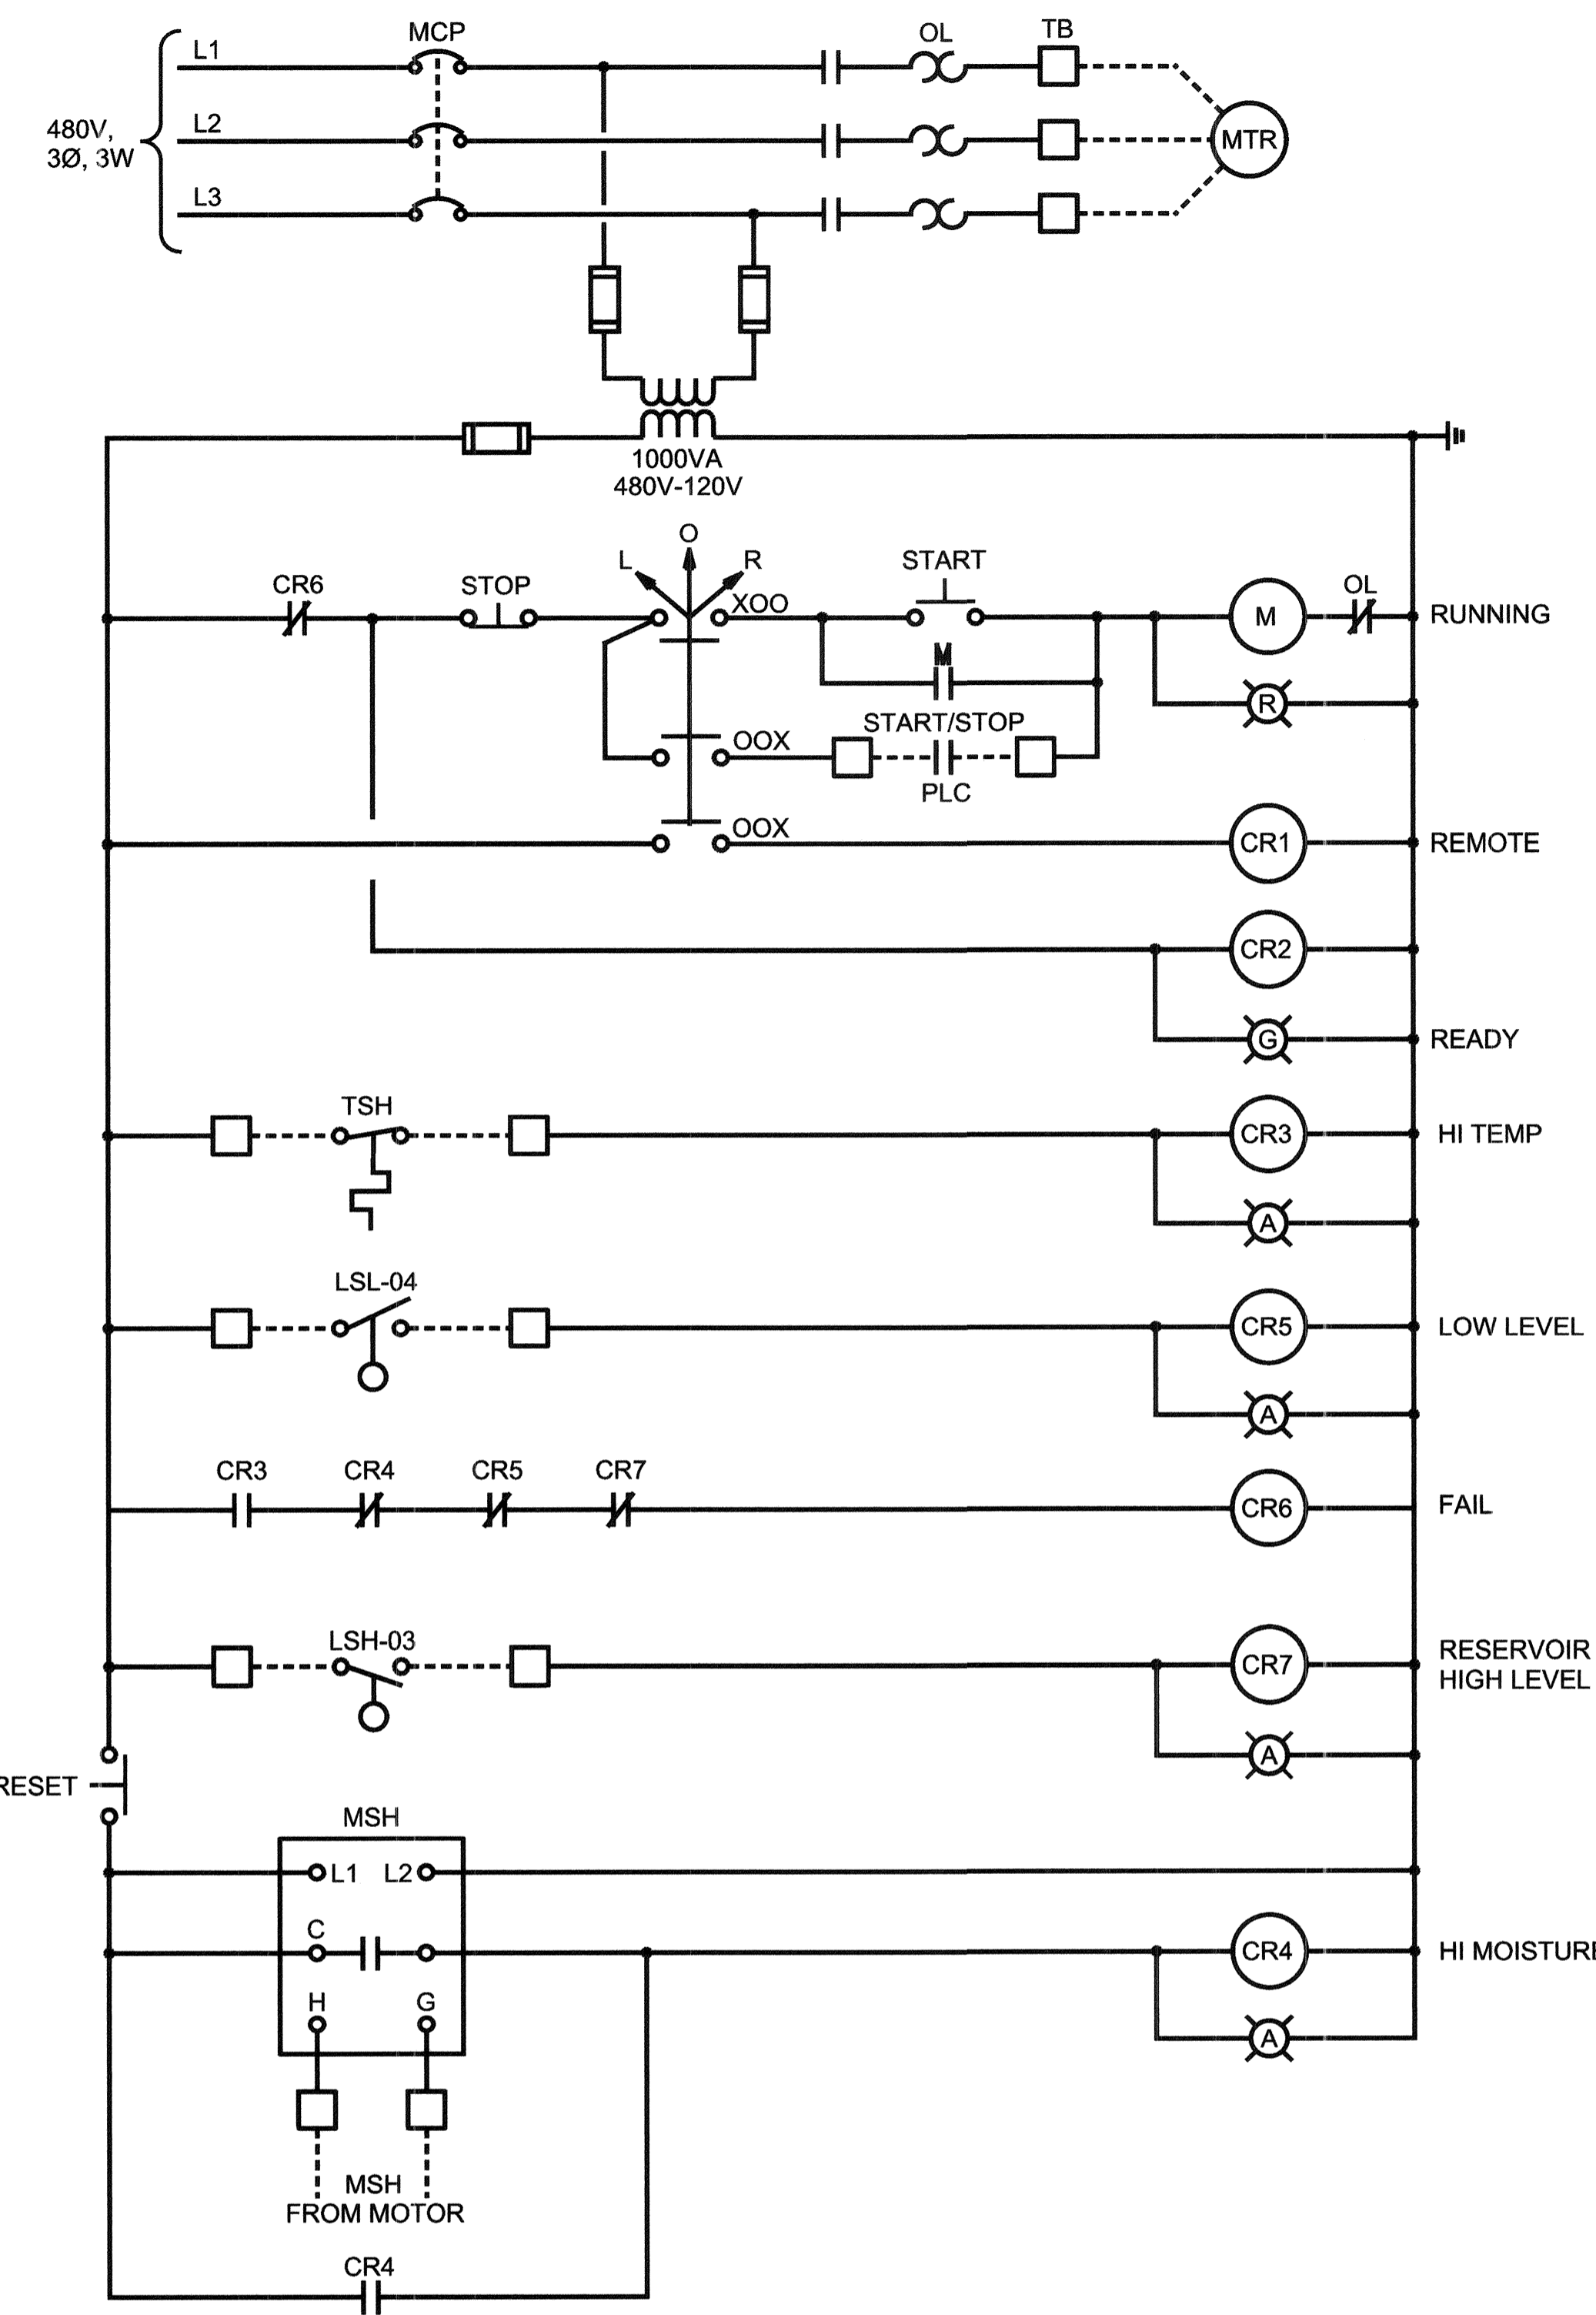 MCP
OL
TB
L1
L2
480V,
3Ø, 3W
MTR
L3
1000VA
480V-120V
O
L
R
START
CR6
STOP
XOO
M
OL
RUNNING
M
R
START/STOP
OOX
PLC
OOX
CR1
REMOTE
CR2
G
READY
TSH
CR3
HI TEMP
A
LSL-04
CR5
LOW LEVEL
A
CR3
CR4
CR5
CR7
CR6
FAIL
LSH-03
CR7
RESERVOIR
HIGH LEVEL
A
RESET
MSH
L1
L2
C
CR4
HI MOISTURE
H
G
A
MSH
FROM MOTOR
CR4